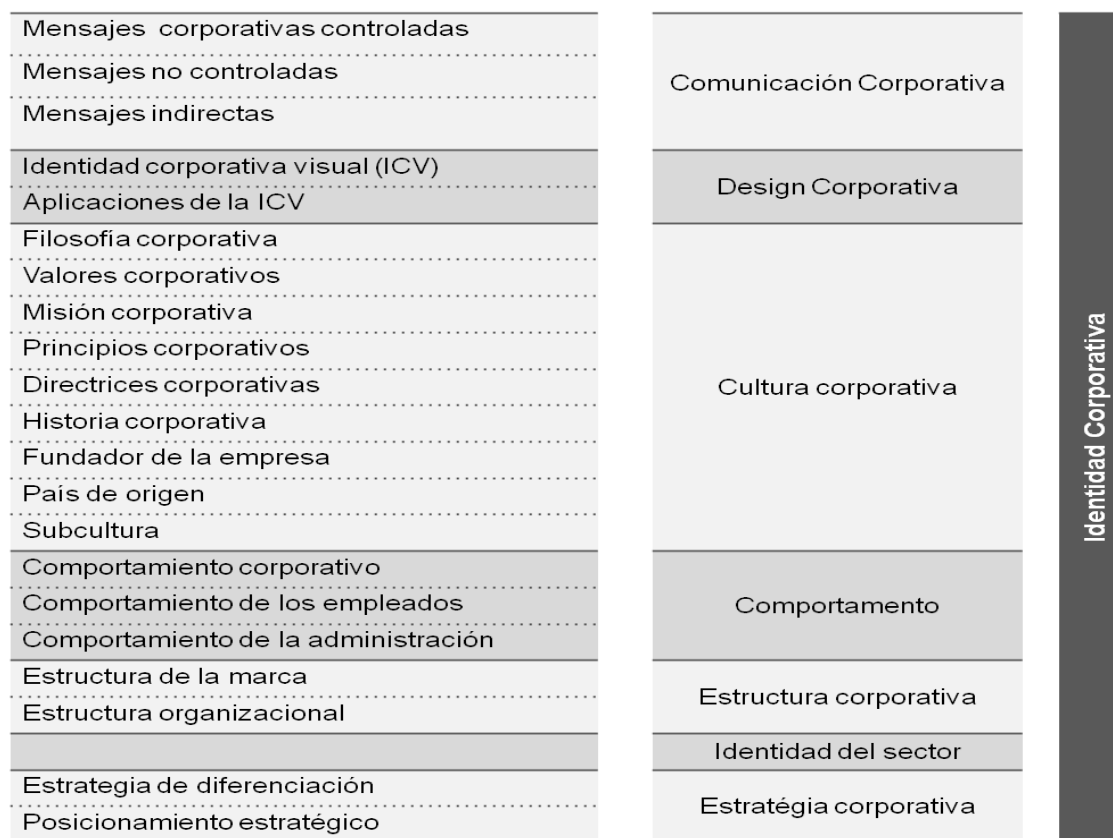 Mensajes corporativas controladas
Mensajes no controladas
Mensajes indirectas
Comunicación Corporativa
Identidad corporativa visual (ICV)
Aplicaciones de la ICV
Design Corporativa
Filosofía corporativa
Valores corporativos
Misión corporativa
Principios corporativos
Directrices corporativas
Historia corporativa
Fundador de la empresa
País de origen
Subcultura
Cultura corporativa
Comportamiento corporativo
Comportamiento de los empleados
Comportamiento de la administración
Comportamento
Estructura de la marca
Estructura organizacional
Estructura corporativa
Identidad del sector
Estrategia de diferenciación
Posicionamiento estratégico
Estratégia corporativa
Identidad Corporativa